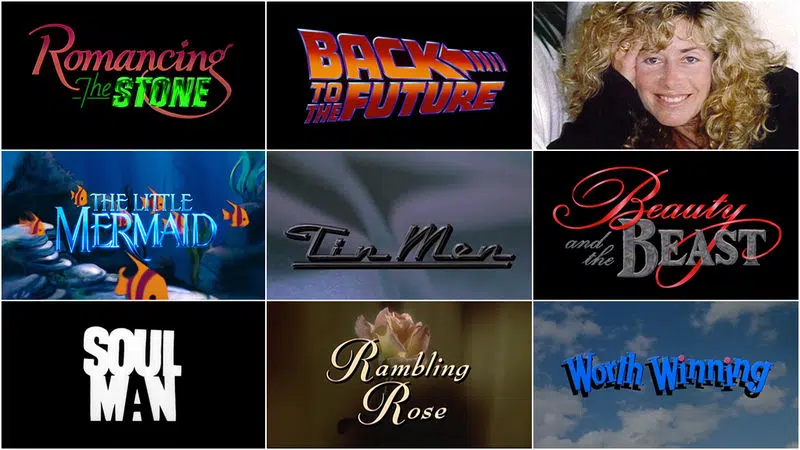 Romancing
The STONE
BACK
TO THE FUTURE
THE LITTLE
MERMAID
Tin Men
Beauty
and the BEAST
SOUL
MAN
Rambling
Rose
Worth Winning